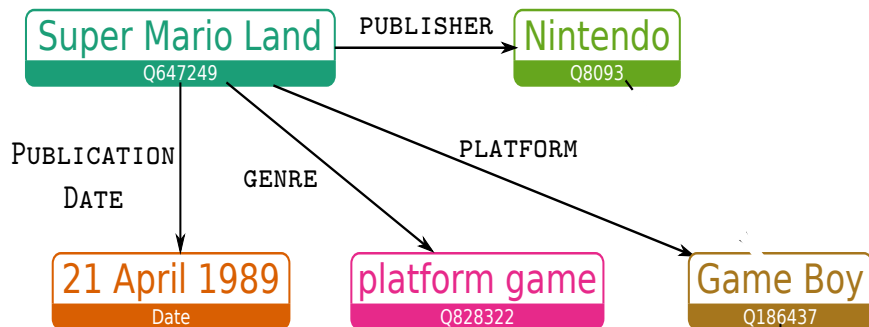 Super Mario Land
Q647249
PUBLISHER
Nintendo
Q8093
PUBLICATION
DATE
GENRE
PLATFORM
21 April 1989
Date
platform game
Q828322
Game Boy
Q186437